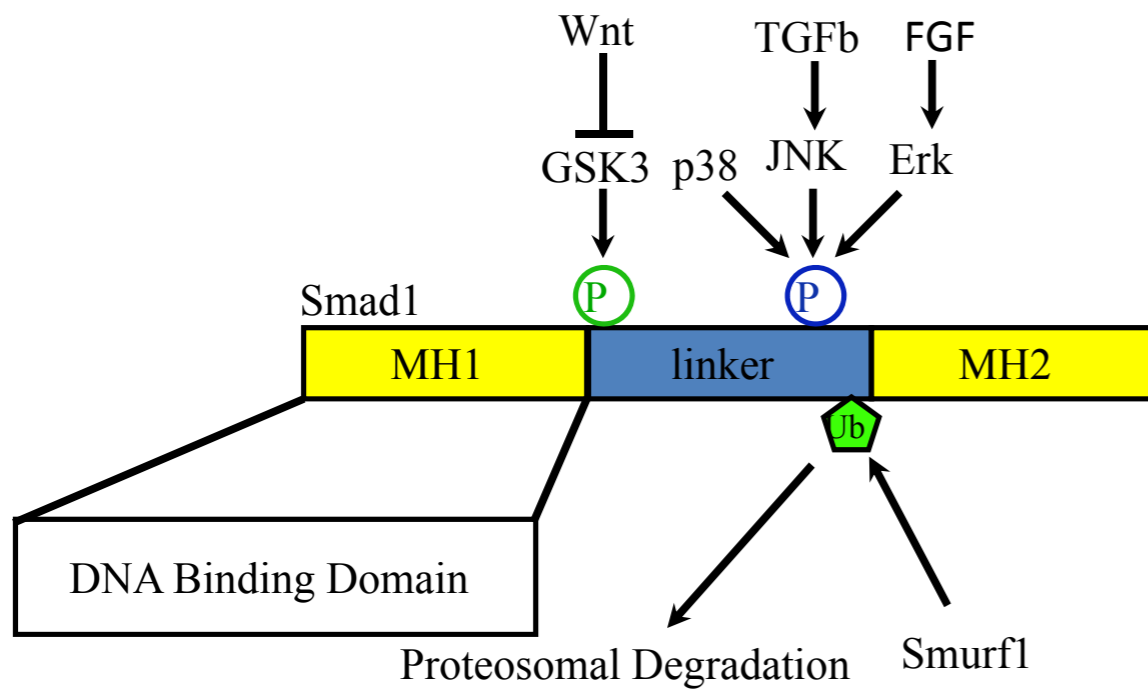 Wnt
TGFb
FGF
GSK3
p38
JNK
Erk
P
P
Smad1
MH1
linker
MH2
Ub
DNA Binding Domain
Proteosomal Degradation
Smurf1